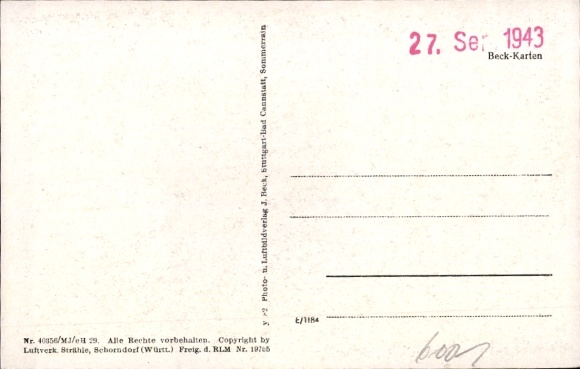 27. Sep 1943
Beck-Karten
Photo- u. Luftbildverlag J. Beck, Stuttgart-Bad Cannstatt, Sommerrain
E/1184
Nr. 40356/MJ/eH 29. Alle Rechte vorbehalten. Copyright by
Luftverk. Strähle, Schorndorf (Württ.) Freig. d. RLM Nr.